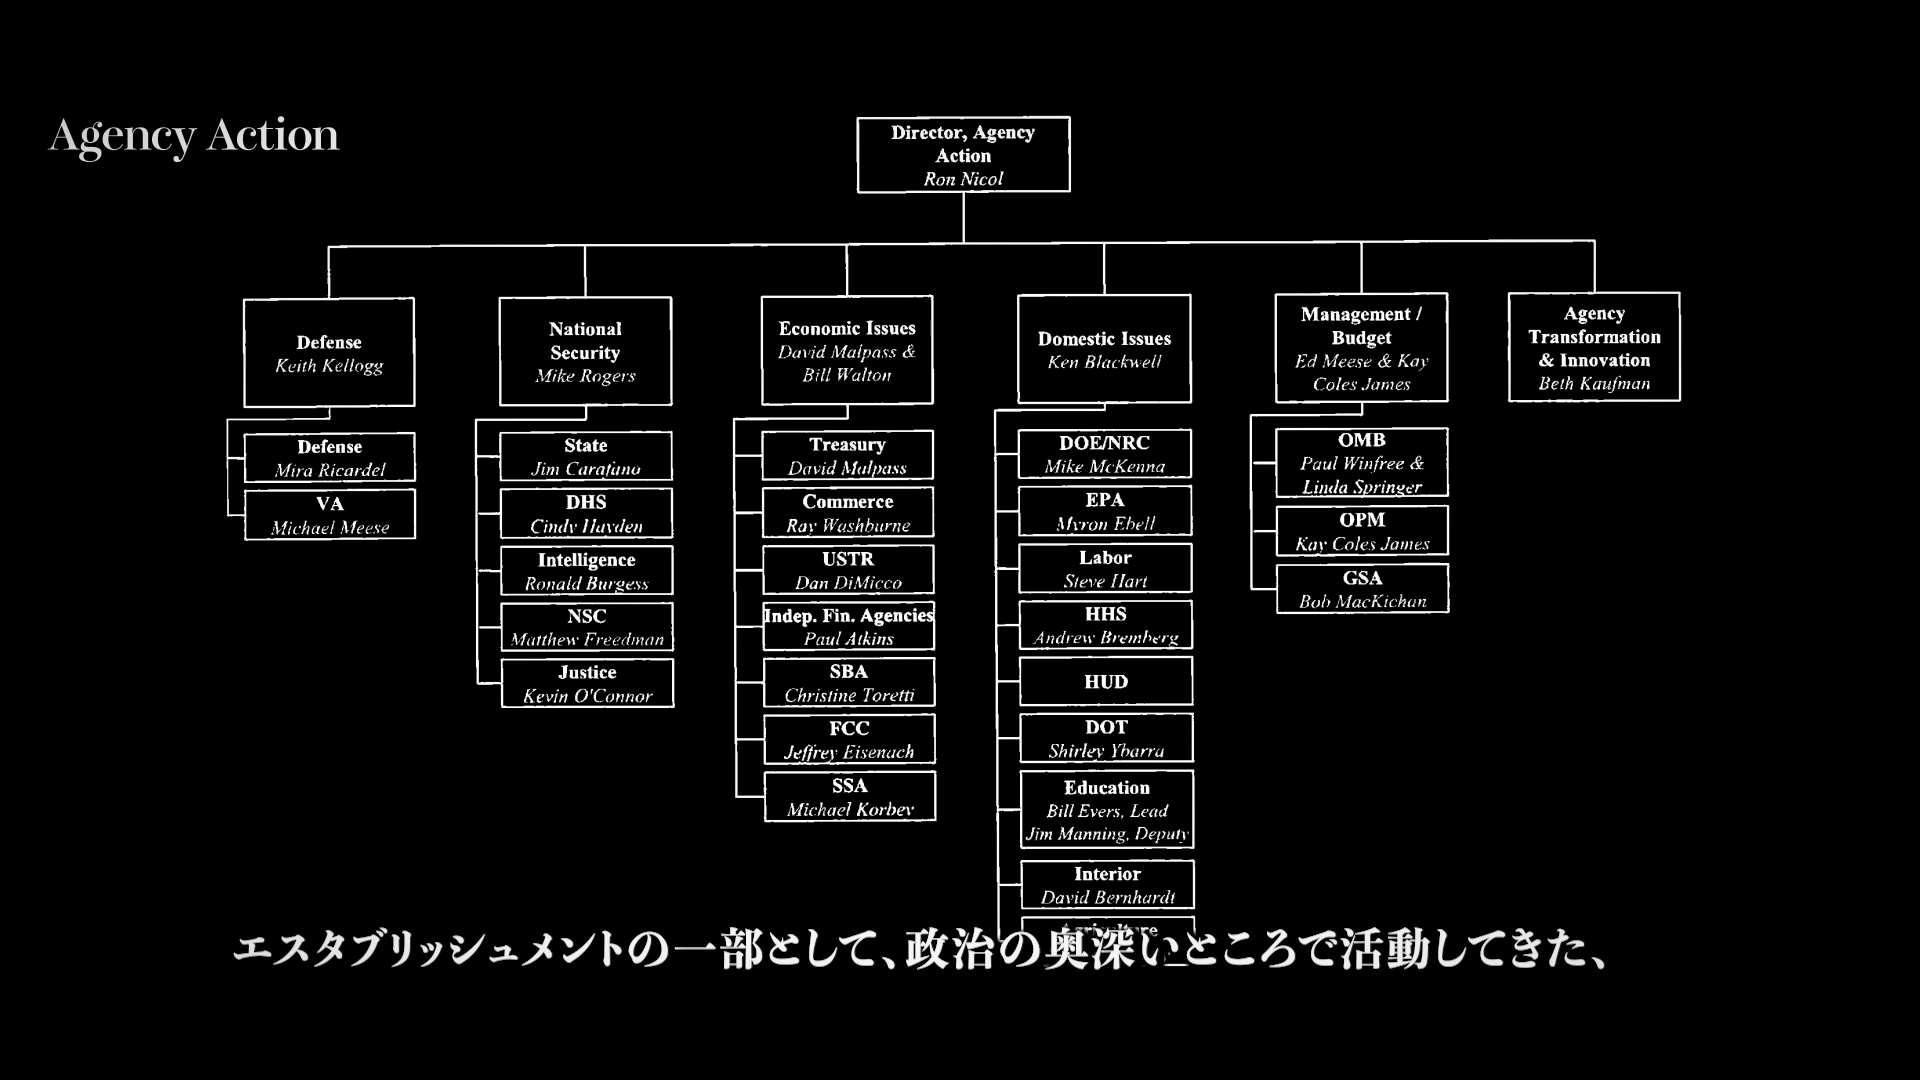 Agency Action
Director, Agency
Action
Ron Nicol
Defense
Keith Kellogg
Defense
Mira Ricardel
VA
Michael Meese
National
Security
Mike Rogers
State
Jim Carafano
DHS
Cindy Hayden
Intelligence
Ronald Burgess
NSC
Matthew Freedman
Justice
Kevin O'Connor
Economic Issues
David Malpass &
Bill Walton
Treasury
David Malpass
Commerce
Ray Washburne
USTR
Dan DiMicco
Indep. Fin. Agencies
Paul Atkins
SBA
Christine Toretti
FCC
Jeffrey Eisenach
SSA
Michael Korbey
Domestic Issues
Ken Blackwell
DOE/NRC
Mike McKenna
EPA
Myron Ebell
Labor
Steve Hart
HHS
Andrew Bremberg
HUD
DOT
Shirley Ybarra
Education
Bill Evers, Lead
Jim Manning, Deputy
Interior
David Bernhardt
Agriculture
Management /
Budget
Ed Meese & Kay
Coles James
OMB
Paul Winfree &
Linda Springer
OPM
Kay Coles James
GSA
Bob MacKichan
Agency
Transformation
& Innovation
Beth Kaufman
エスタブリッシュメントの一部として、政治の奥深いところで活動してきた、